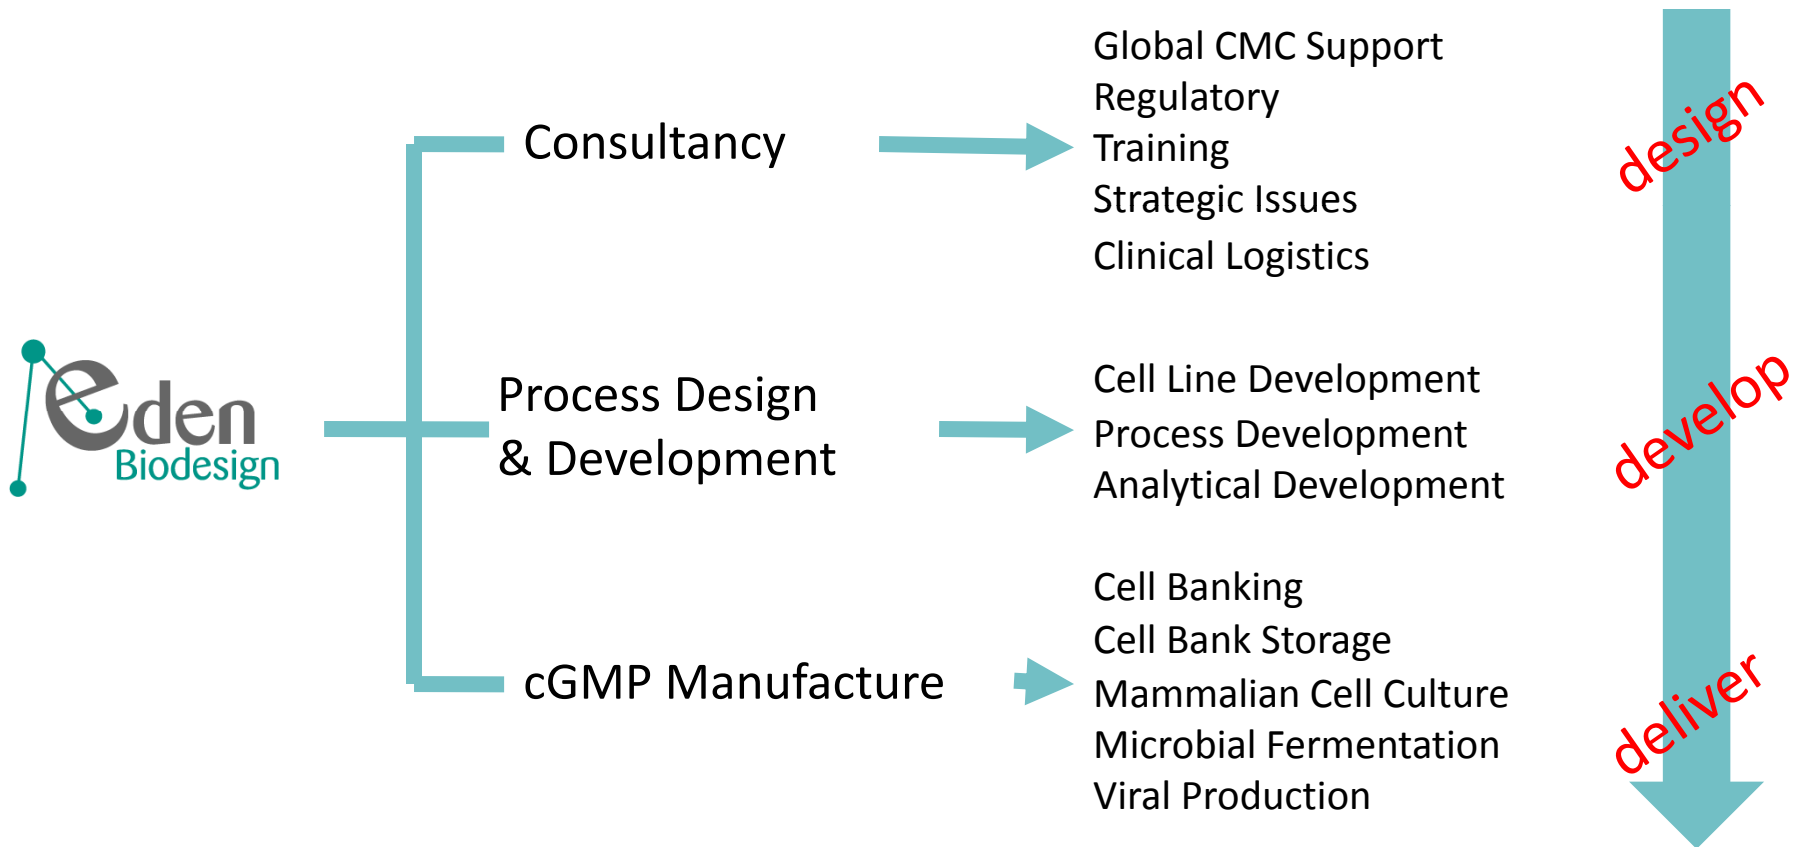 eden
Biodesign
Consultancy
Global CMC Support
Regulatory
Training
Strategic Issues
Clinical Logistics
design
Process Design
& Development
Cell Line Development
Process Development
Analytical Development
develop
cGMP Manufacture
Cell Banking
Cell Bank Storage
Mammalian Cell Culture
Microbial Fermentation
Viral Production
deliver